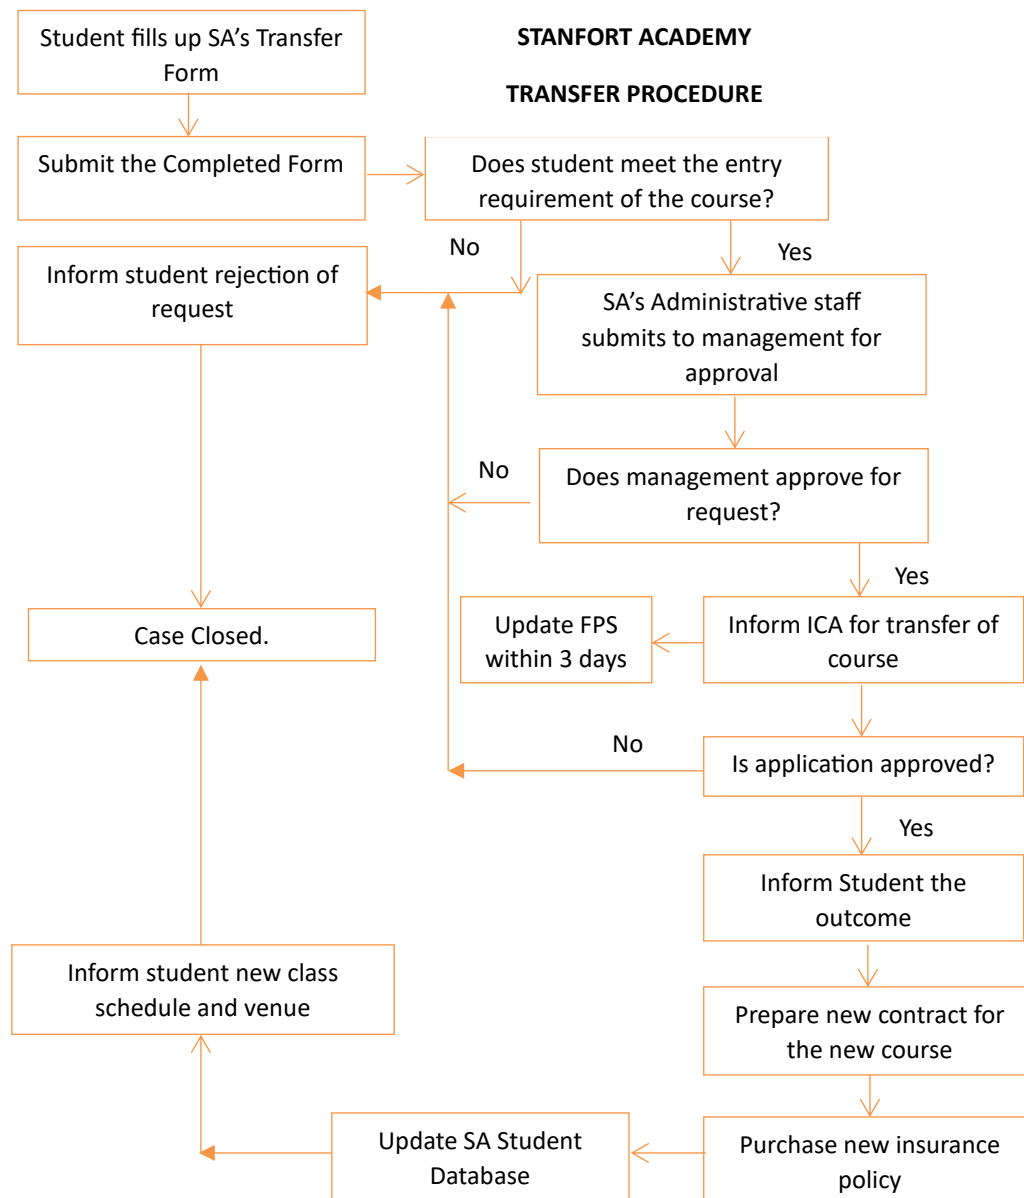 STANFORT ACADEMY
TRANSFER PROCEDURE
Student fills up SA's Transfer
Form
Submit the Completed Form
Does student meet the entry
requirement of the course?
No
Yes
Inform student rejection of
request
SA's Administrative staff
submits to management for
approval
No
Does management approve for
request?
Yes
Case Closed.
Update FPS
within 3 days
Inform ICA for transfer of
course
No
Is application approved?
Yes
Inform Student the
outcome
Prepare new contract for
the new course
Purchase new insurance
policy
Update SA Student
Database
Inform student new class
schedule and venue